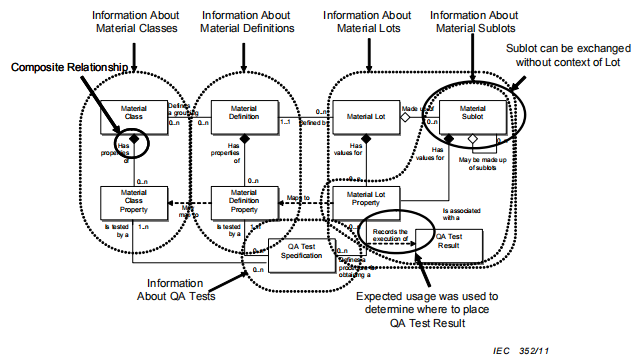 Information About
Material Classes
Information About
Material Definitions
Information About
Material Lots
Information About
Material Sublots
Sublot can be exchanged
without context of Lot
Composite Relationship
Material
Class
Defines
a grouping
0..n
0..n
Material
Definition
1..1
0..n
Defined by
Material Lot
Made
0..n
Material
Sublot
0..n
Has
properties
of
Has
properties
of
Has
values for
Has
values for
May be made up
of sublots
0..n
0..n
0..n
Material
Class
Property
Map to
Material
Definition
Property
Maps to
Material Lot
Property
Is associated
with a
Is tested
by a
1..n
Is tested
by a
1..n
0..n
0..n
QA Test
Specification
0..n
Defines a
obtaining a
Records the
execution of
QA Test
Result
Information
About QA Tests
Expected usage was used to
determine where to place
QA Test Result
IEC 352/11